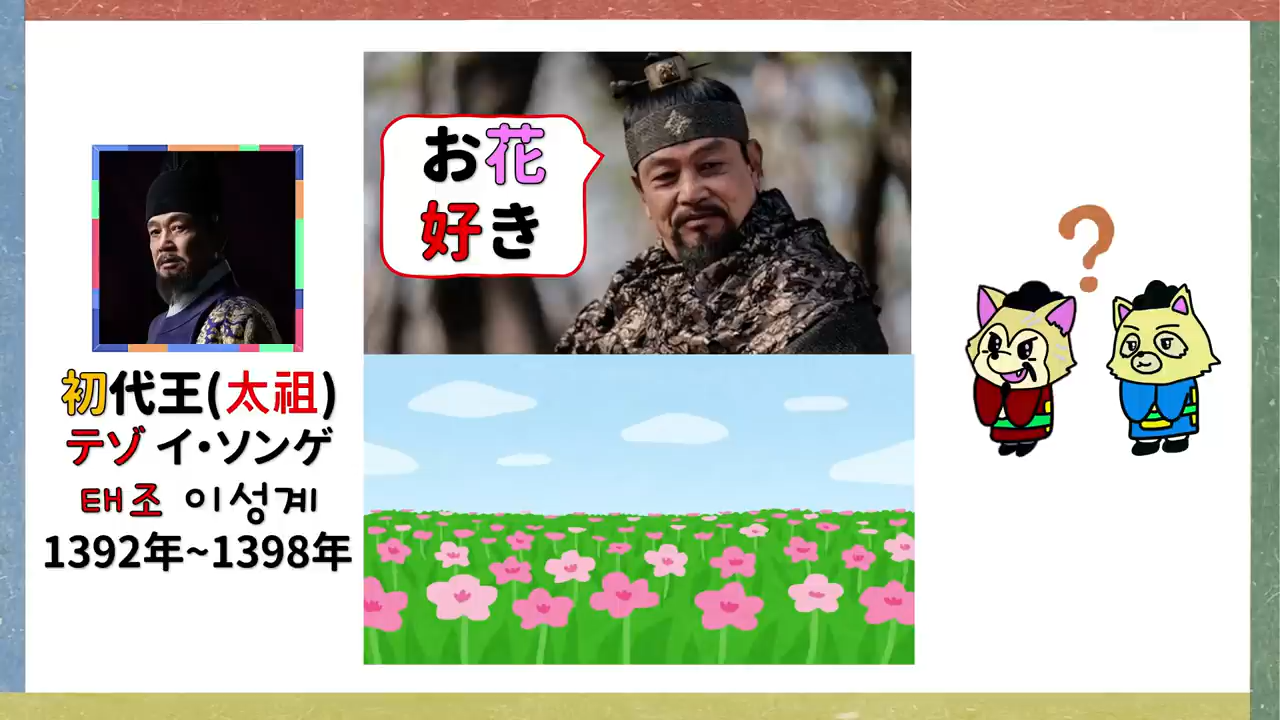 お花
好き
初代王(太祖)
テゾ イ・ソンゲ
태조 이성계
1392年~1398年
?